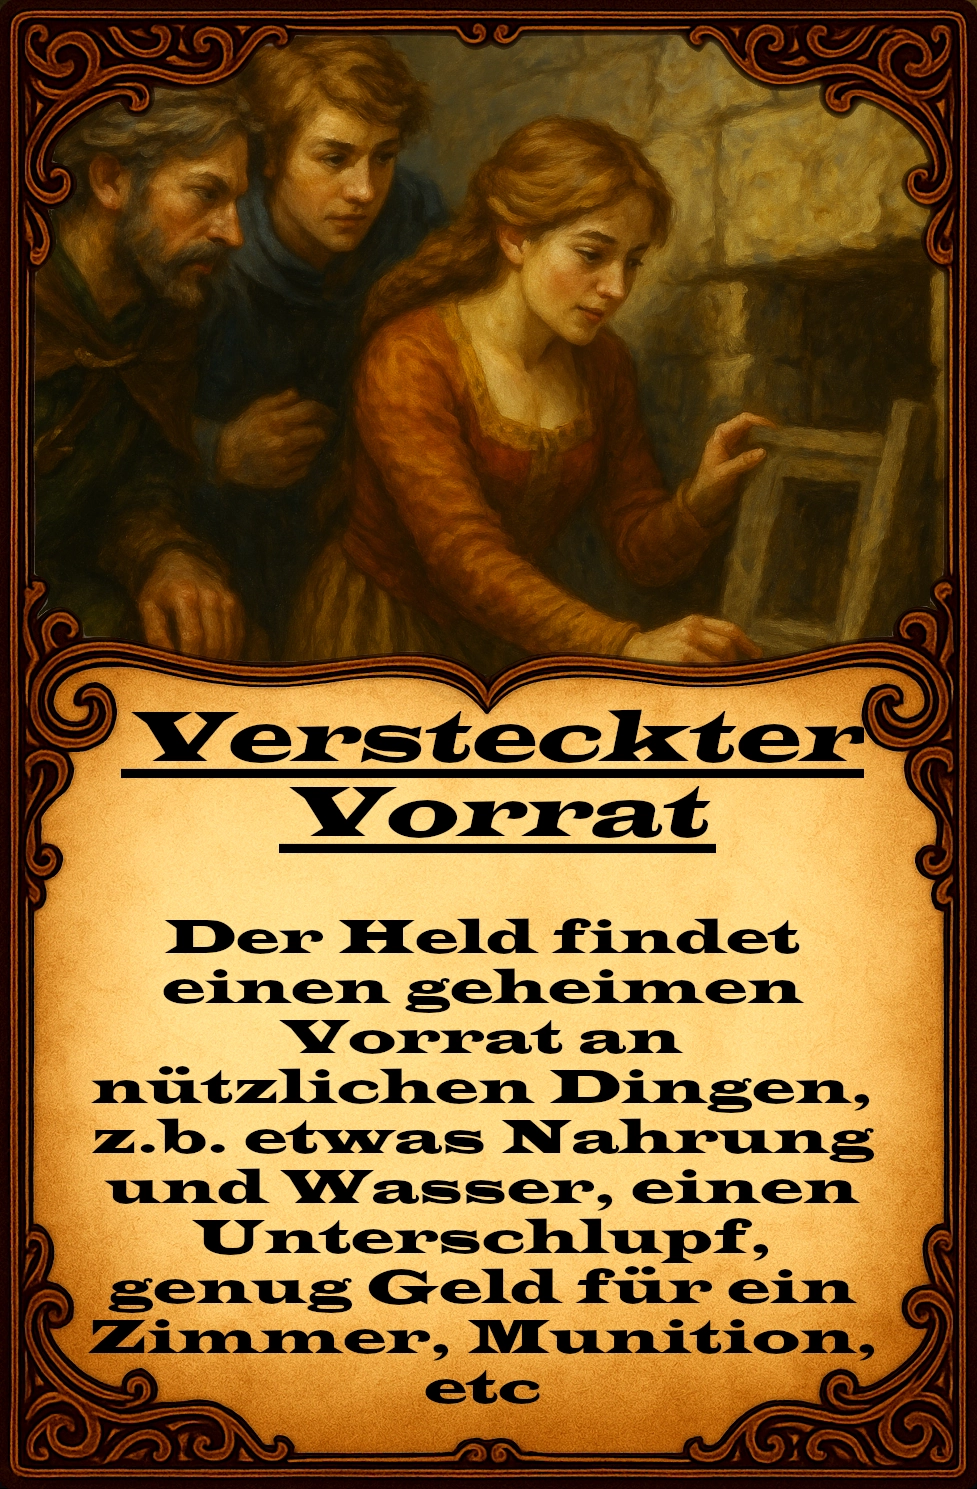 Versteckter
Vorrat
Der Held findet
einen geheimen
Vorrat an
nützlichen Dingen,
z.b. etwas Nahrung
und Wasser, einen
Unterschlupf,
genug Geld für ein
Zimmer, Munition,
etc